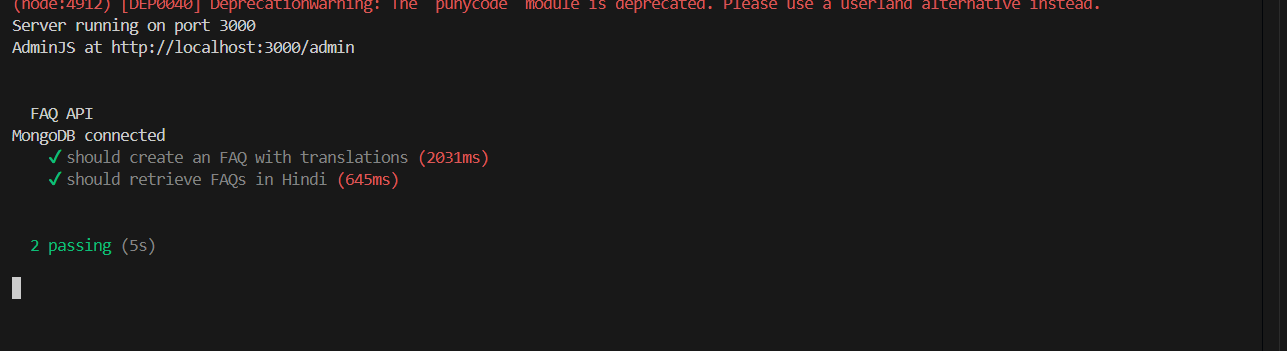 (node:4912) [DEP0040] DeprecationWarning: The `punycode` module is deprecated. Please use a userland alternative instead.
Server running on port 3000
AdminJS at http://localhost:3000/admin
FAQ API
MongoDB connected
✓ should create an FAQ with translations (2031ms)
✓ should retrieve FAQs in Hindi (645ms)
2 passing (5s)